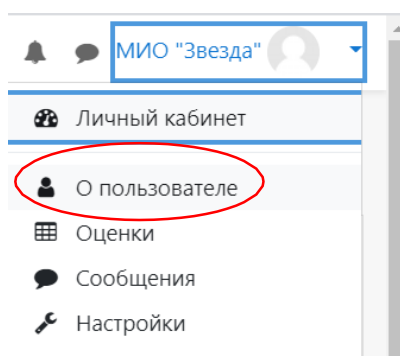 МИО "Звезда"
Личный кабинет
О пользователе
Оценки
Сообщения
Настройки